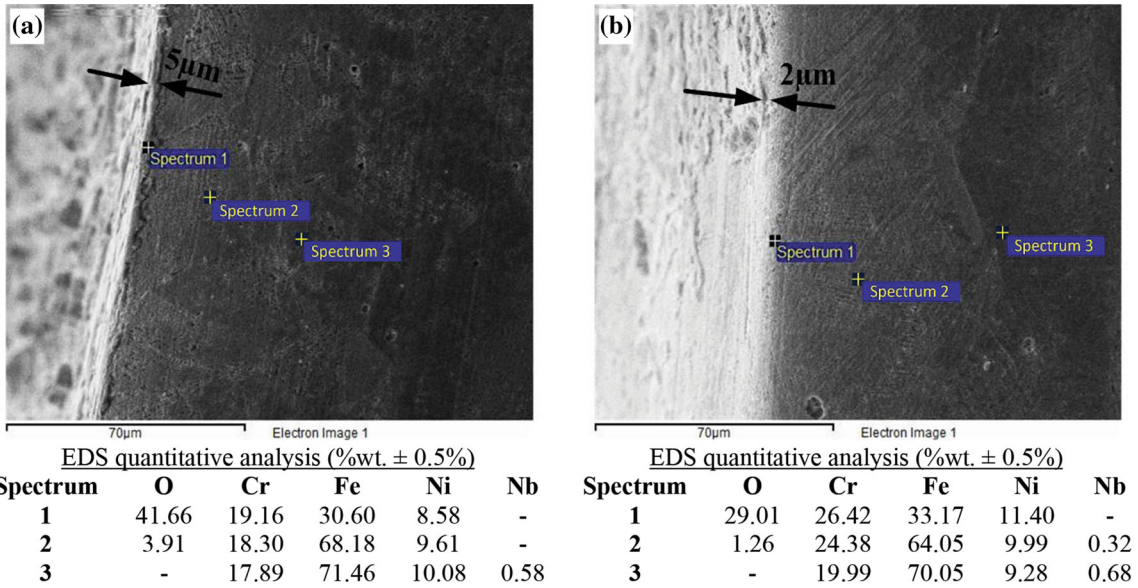 (a)
5μm
Spectrum 1
Spectrum 2
Spectrum 3
70μm
Electron Image 1
EDS quantitative analysis (%wt. ± 0.5%)
Spectrum O Cr Fe Ni Nb
1 41.66 19.16 30.60 8.58 -
2 3.91 18.30 68.18 9.61 -
3 - 17.89 71.46 10.08 0.58
(b)
2μm
Spectrum 1
Spectrum 2
Spectrum 3
70μm
Electron Image 1
EDS quantitative analysis (%wt. ± 0.5%)
Spectrum O Cr Fe Ni Nb
1 29.01 26.42 33.17 11.40 -
2 1.26 24.38 64.05 9.99 0.32
3 - 19.99 70.05 9.28 0.68